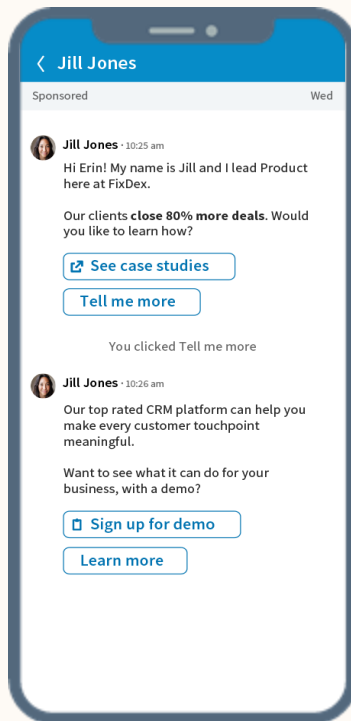 Jill Jones
Sponsored Wed
Jill Jones · 10:25 am
Hi Erin! My name is Jill and I lead Product
here at FixDex.
Our clients close 80% more deals. Would
you like to learn how?
See case studies
Tell me more
You clicked Tell me more
Jill Jones · 10:26 am
Our top rated CRM platform can help you
make every customer touchpoint
meaningful.
Want to see what it can do for your
business, with a demo?
Sign up for demo
Learn more